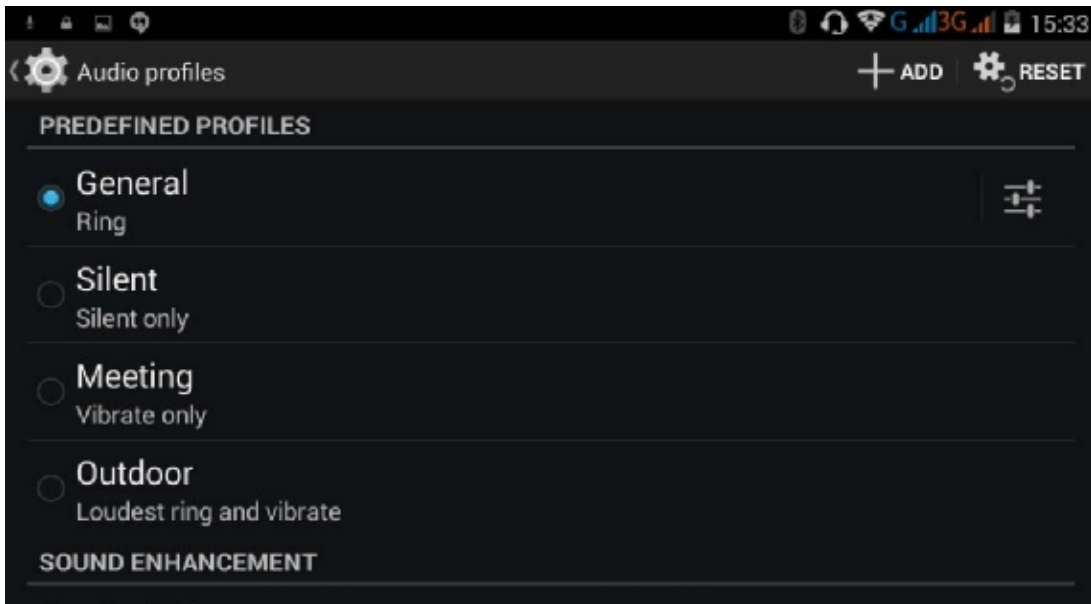 G 3G 15:33
Audio profiles ADD RESET
PREDEFINED PROFILES
General
Ring
Silent
Silent only
Meeting
Vibrate only
Outdoor
Loudest ring and vibrate
SOUND ENHANCEMENT